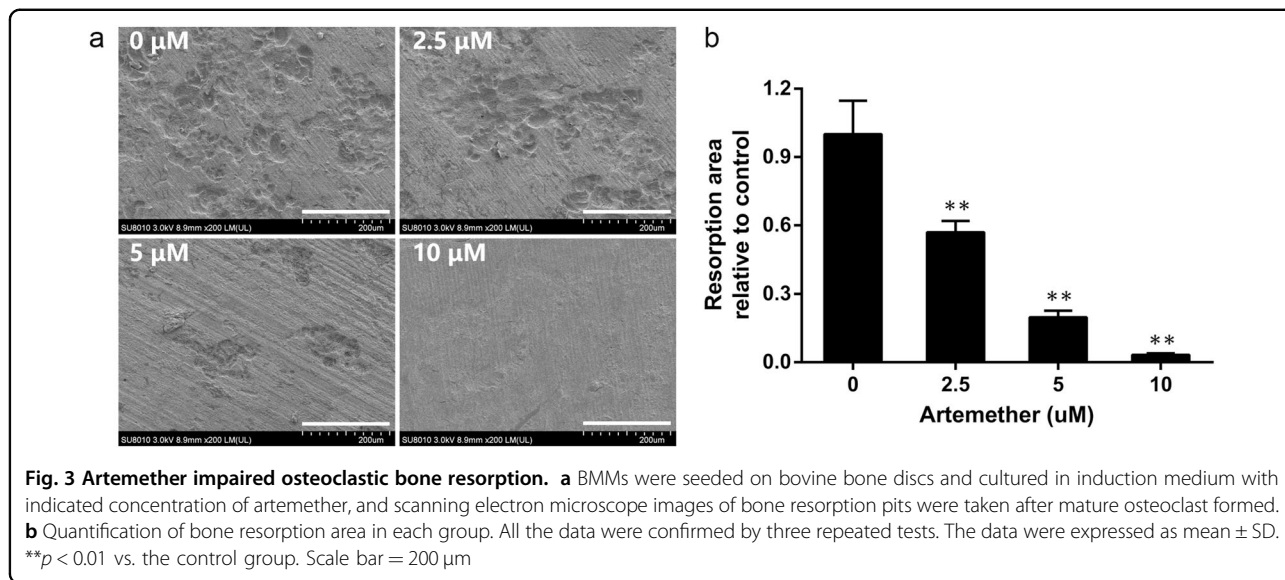 a
0 μM
2.5 μM
SU8010 3.0kV 8.9mm x200 LM(UL)
200um
SU8010 3.0kV 8.9mm x200 LM(UL)
200um
5 μM
10 μM
SU8010 3.0kV 8.9mm x200 LM(UL)
200um
SU8010 3.0kV 8.9mm x200 LM(UL)
200um
b
Resorption area
relative to control
1.2
0.9
0.6
0.3
0.0
**
**
**
0
2.5
5
10
Artemether (uM)
Fig. 3 Artemether impaired osteoclastic bone resorption. a BMMs were seeded on bovine bone discs and cultured in induction medium with
indicated concentration of artemether, and scanning electron microscope images of bone resorption pits were taken after mature osteoclast formed.
b Quantification of bone resorption area in each group. All the data were confirmed by three repeated tests. The data were expressed as mean ± SD.
**p < 0.01 vs. the control group. Scale bar = 200 μm